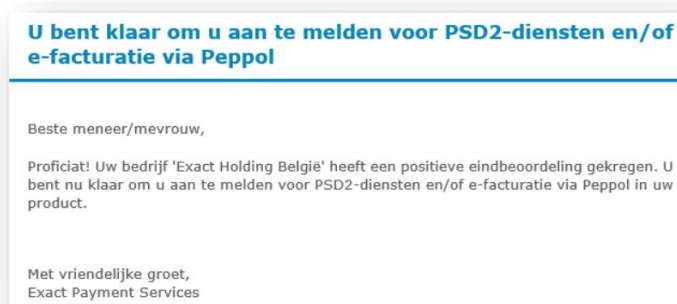 U bent klaar om u aan te melden voor PSD2-diensten en/of
e-facturatie via Peppol
Beste meneer/mevrouw,
Proficiat! Uw bedrijf 'Exact Holding België' heeft een positieve eindbeoordeling gekregen. U
bent nu klaar om u aan te melden voor PSD2-diensten en/of e-facturatie via Peppol in uw
product.
Met vriendelijke groet,
Exact Payment Services